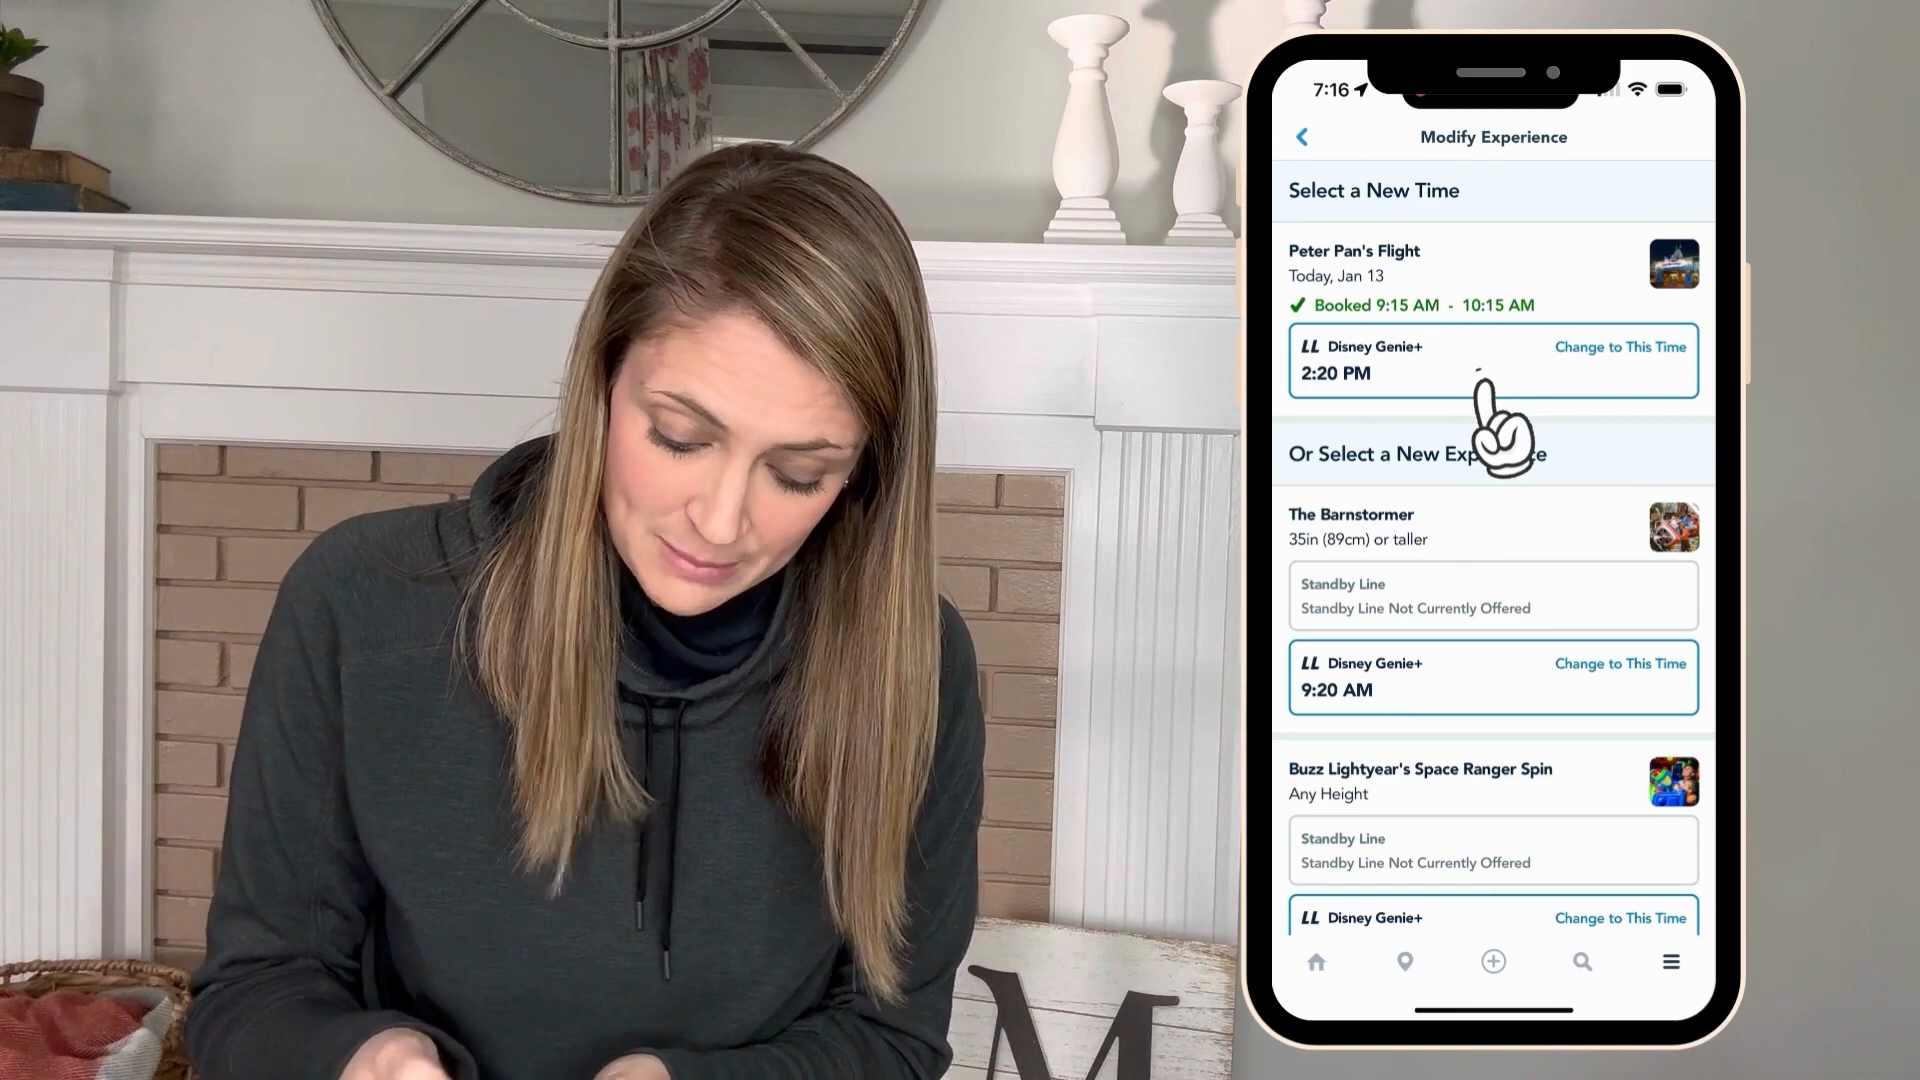 7:16
Modify Experience
Select a New Time
Peter Pan's Flight
Today, Jan 13
Booked 9:15 AM - 10:15 AM
LL Disney Genie+ Change to This Time
2:20 PM
Or Select a New Exp ce
The Barnstormer
35in (89cm) or taller
Standby Line
Standby Line Not Currently Offered
LL Disney Genie+ Change to This Time
9:20 AM
Buzz Lightyear's Space Ranger Spin
Any Height
Standby Line
Standby Line Not Currently Offered
LL Disney Genie+ Change to This Time
M